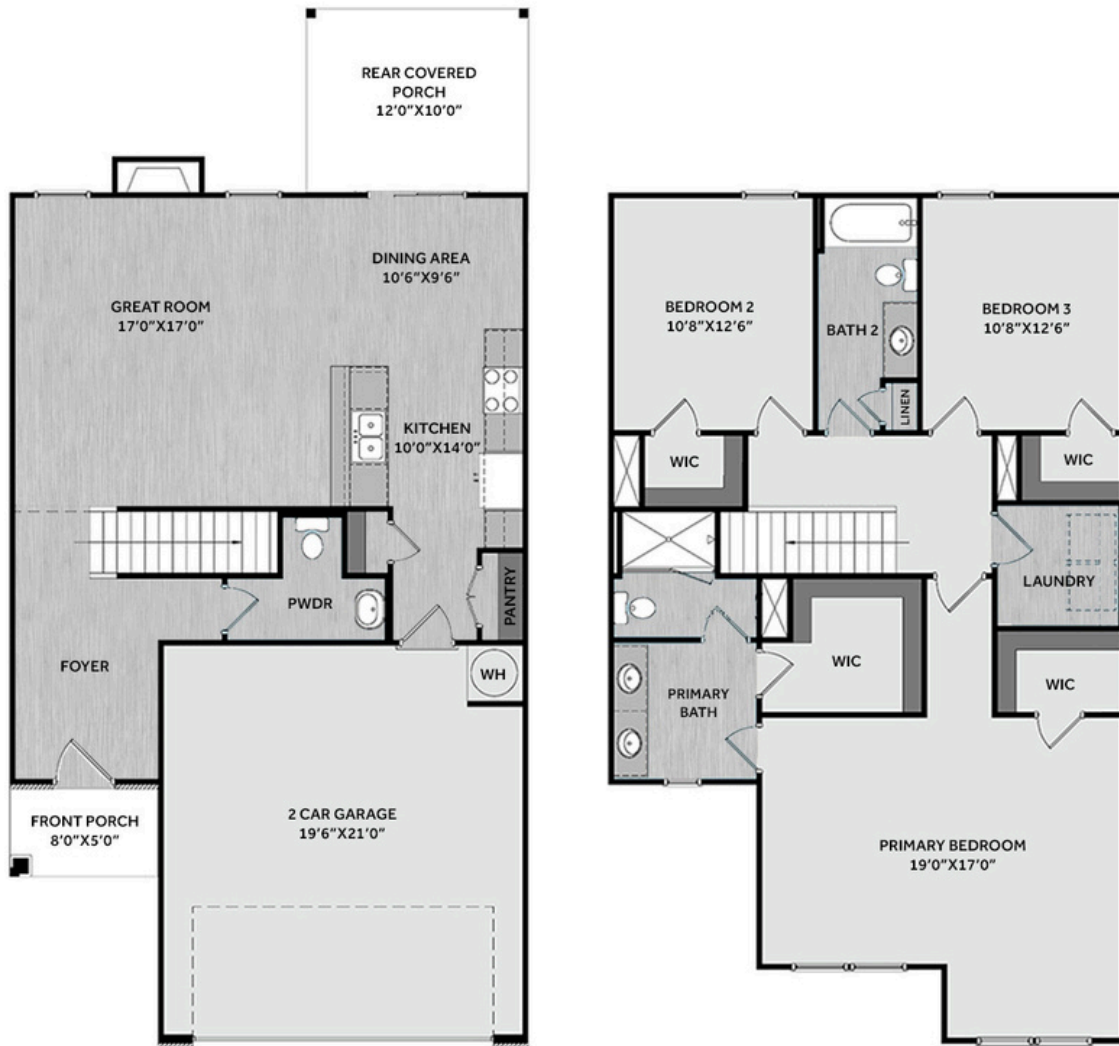 REAR COVERED
PORCH
12'0"X10'0"
DINING AREA
10'6"X9'6"
GREAT ROOM
17'0"X17'0"
KITCHEN
10'0"X14'0"
PWDR
PANTRY
FOYER
WH
2 CAR GARAGE
19'6"X21'0"
FRONT PORCH
8'0"X5'0"
BEDROOM 2
10'8"X12'6"
BATH 2
BEDROOM 3
10'8"X12'6"
LINEN
WIC
WIC
LAUNDRY
WIC
WIC
PRIMARY
BATH
PRIMARY BEDROOM
19'0"X17'0"